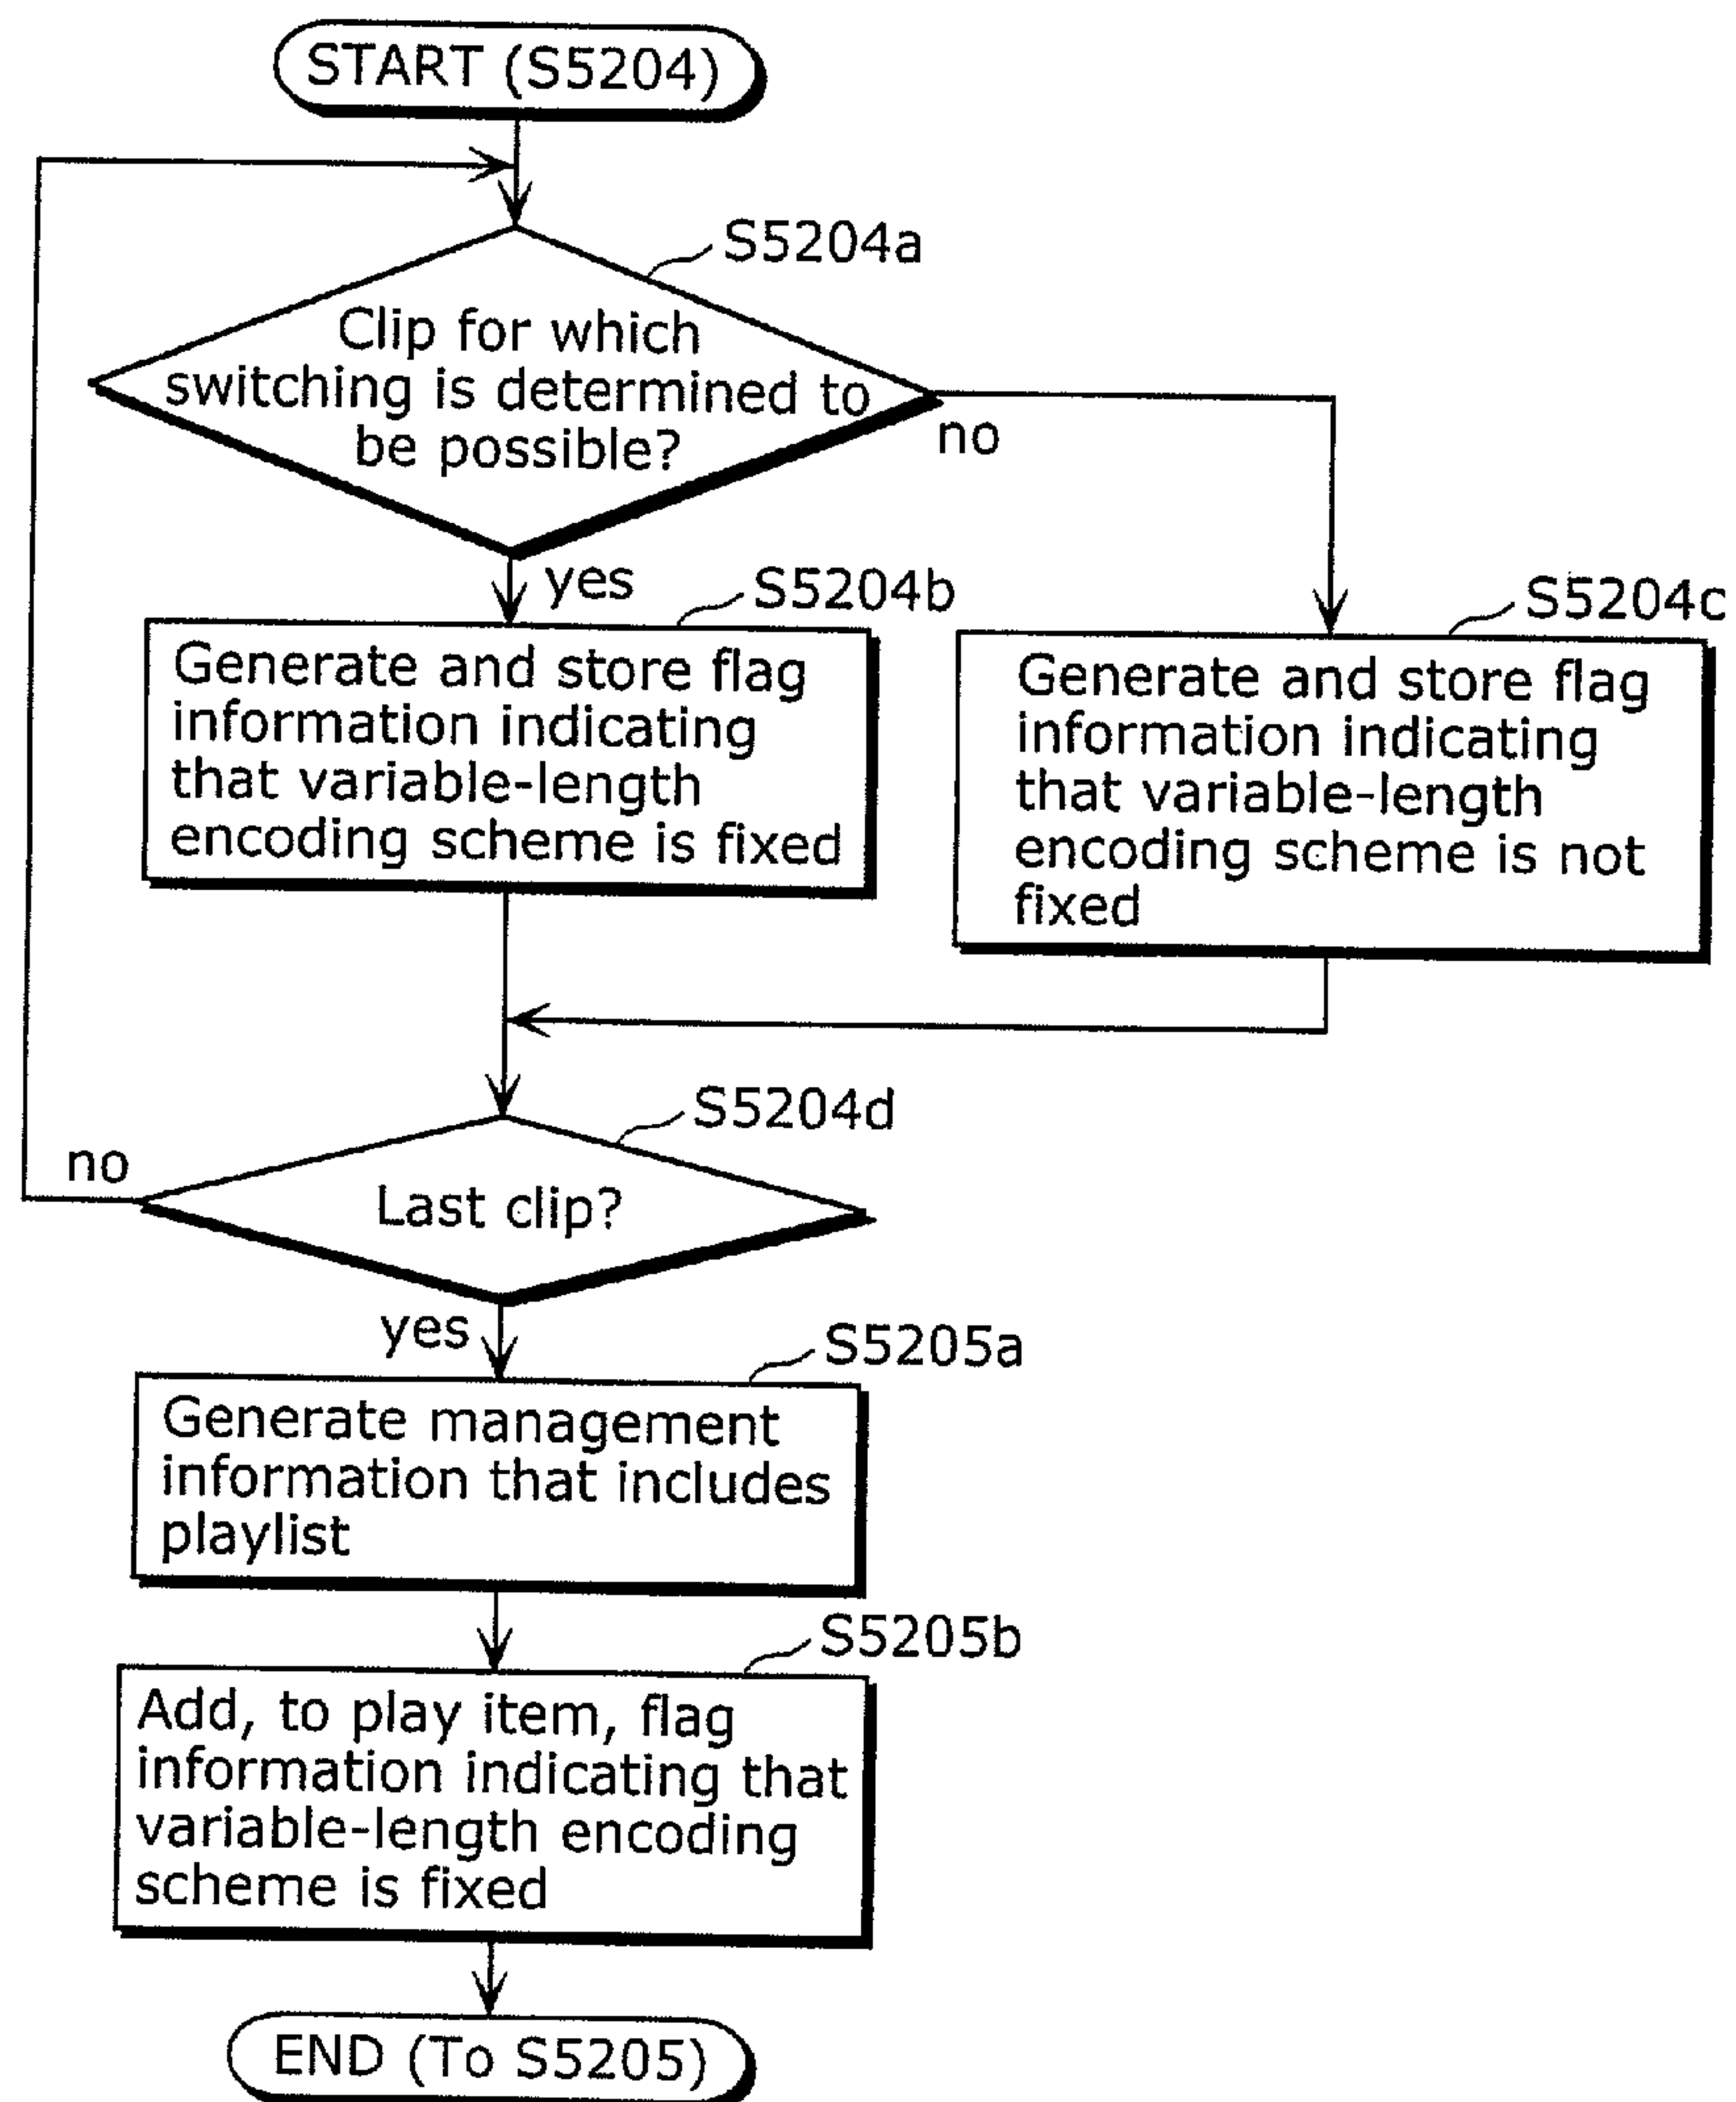 START (S5204)
S5204a
Clip for which
switching is determined to
be possible?
no
yes
S5204b
Generate and store flag
information indicating
that variable-length
encoding scheme is fixed
S5204c
Generate and store flag
information indicating
that variable-length
encoding scheme is not
fixed
S5204d
no
Last clip?
yes
S5205a
Generate management
information that includes
playlist
S5205b
Add, to play item, flag
information indicating that
variable-length encoding
scheme is fixed
END (To S5205)